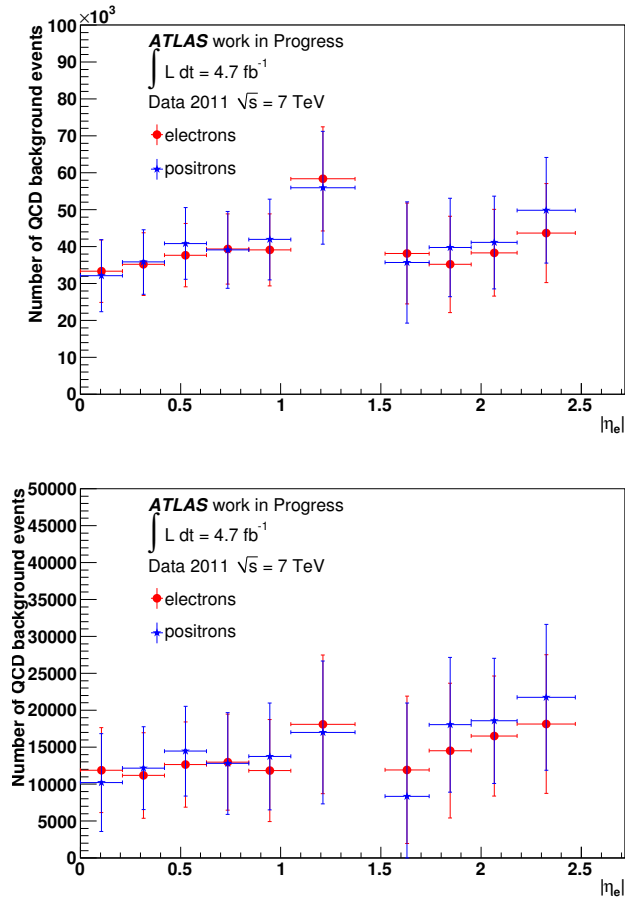 ×10³
100
90
80
70
60
50
40
30
20
10
0
Number of QCD background events
ATLAS work in Progress
∫ L dt = 4.7 fb⁻¹
Data 2011 √s = 7 TeV
electrons
positrons
0 0.5 1 1.5 2 2.5
|ηₑ|
50000
45000
40000
35000
30000
25000
20000
15000
10000
5000
0
Number of QCD background events
ATLAS work in Progress
∫ L dt = 4.7 fb⁻¹
Data 2011 √s = 7 TeV
electrons
positrons
0 0.5 1 1.5 2 2.5
|ηₑ|